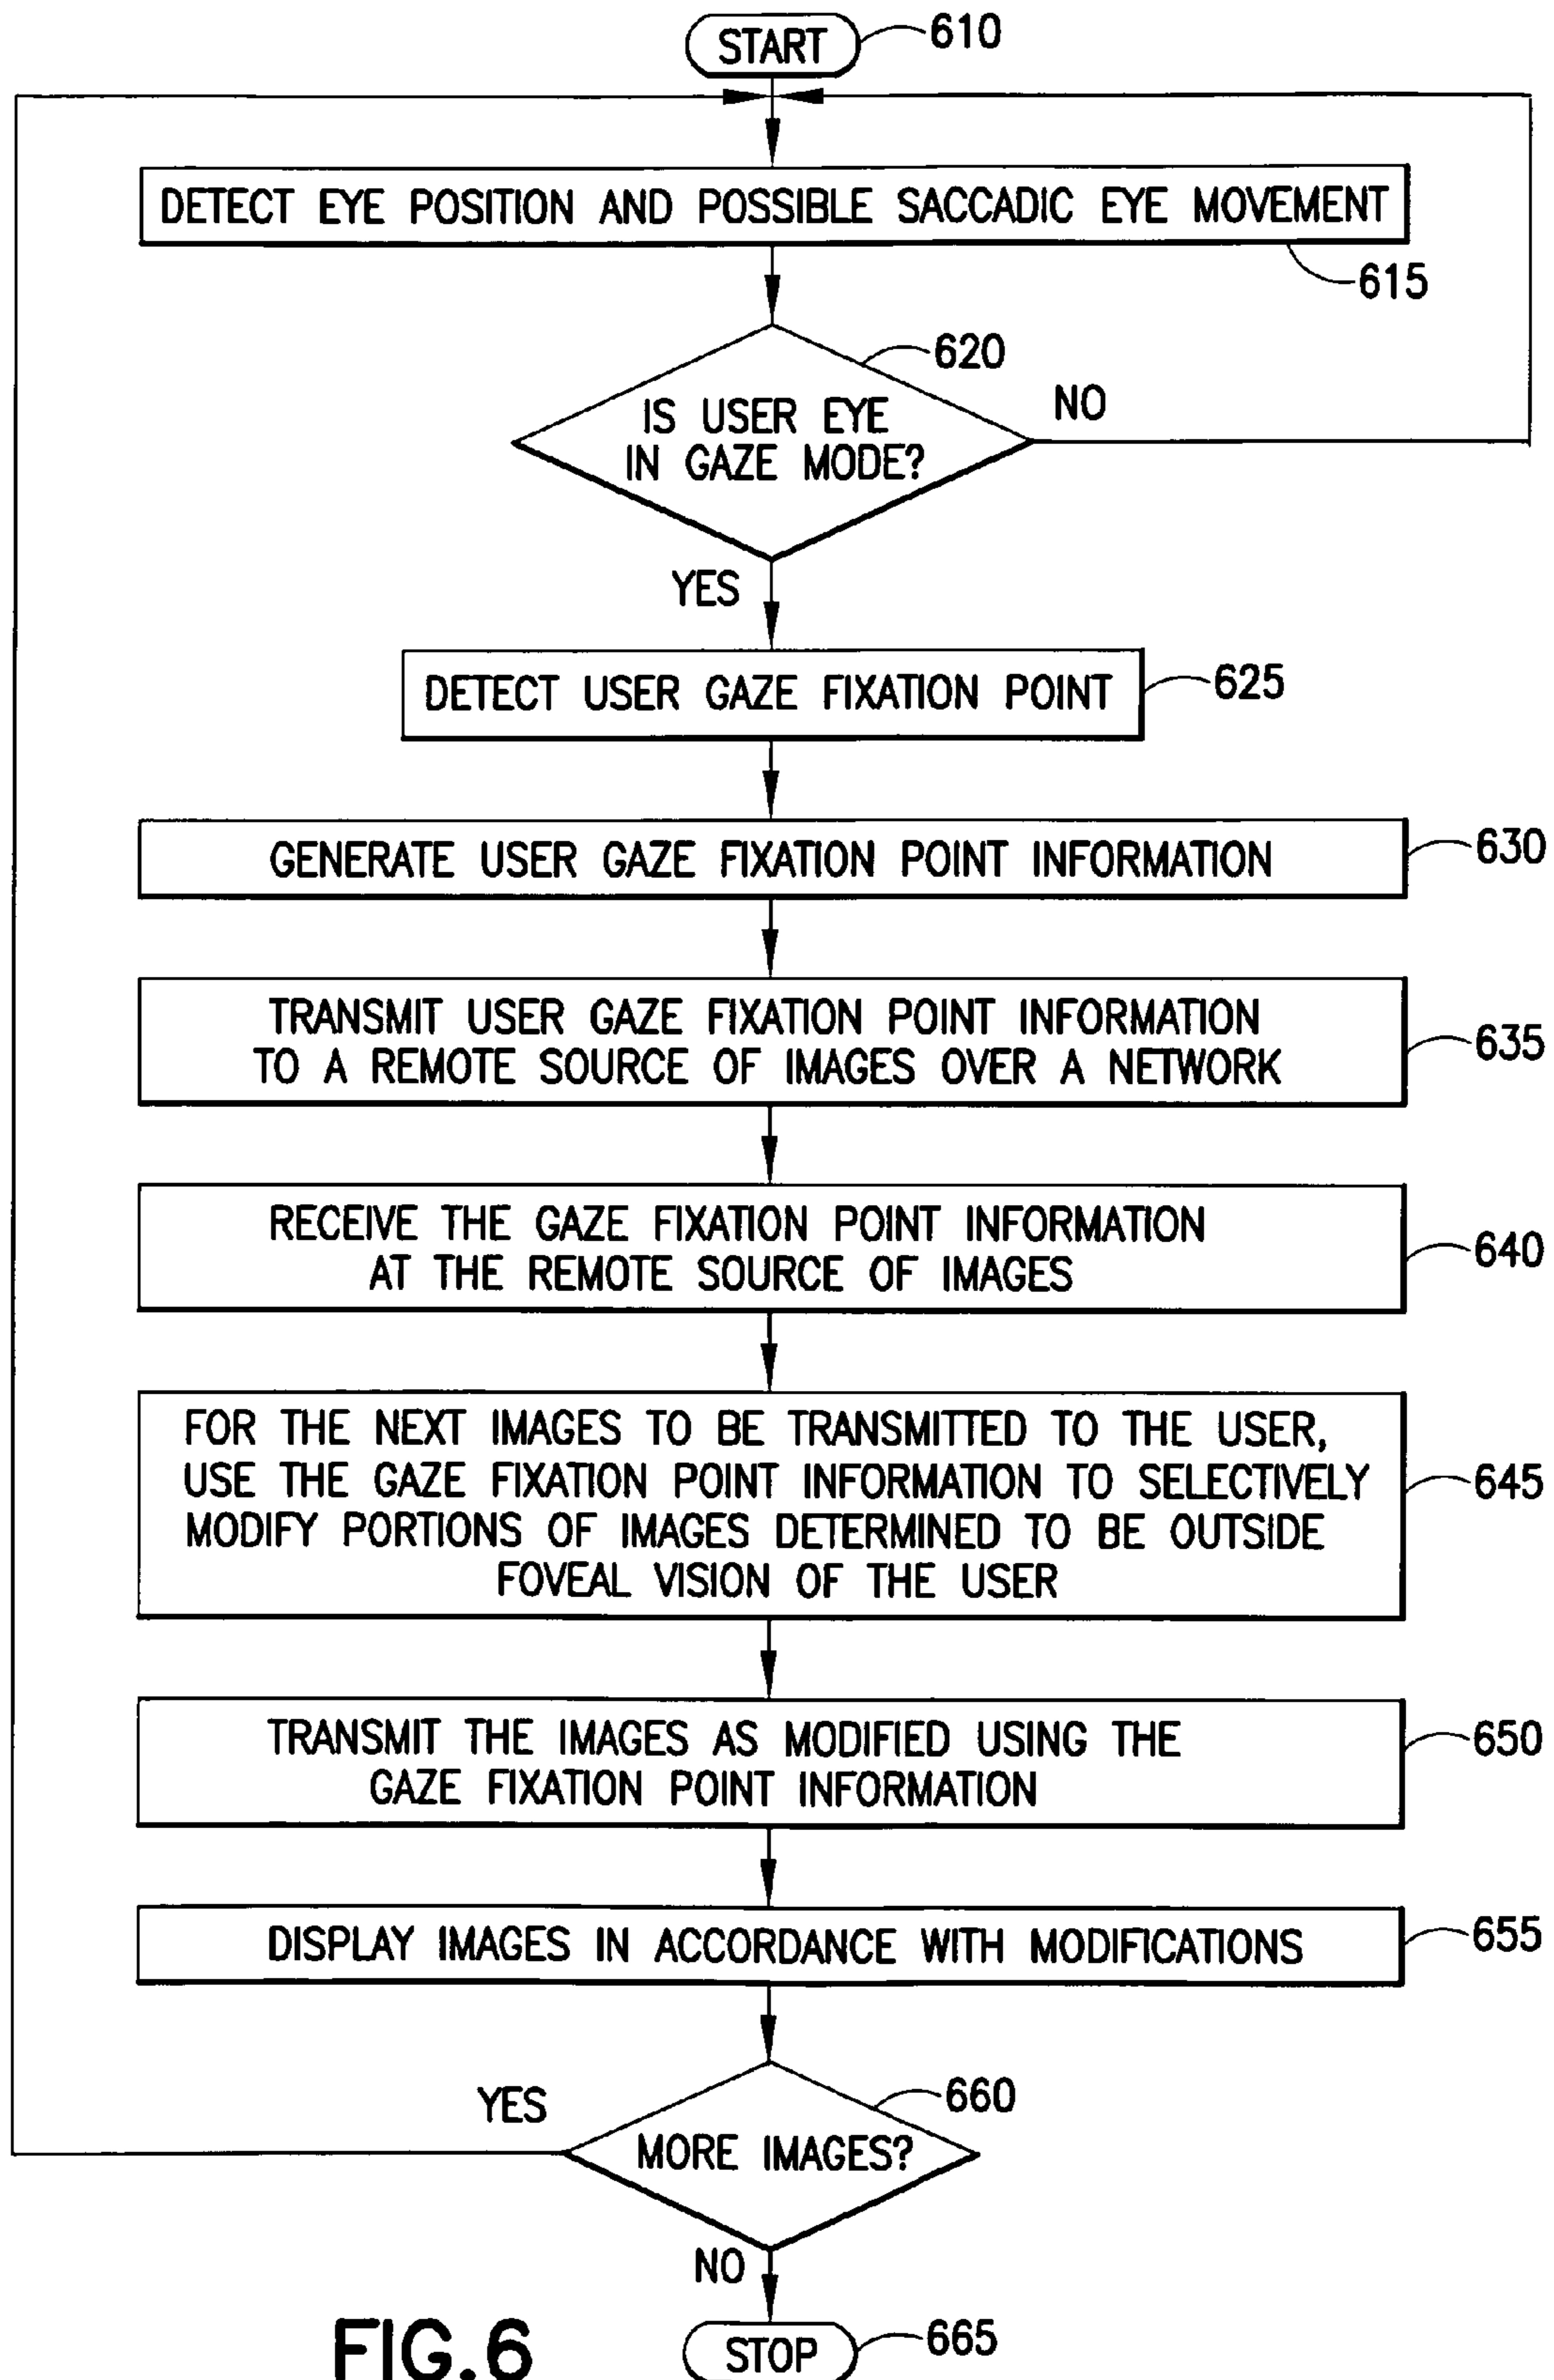 START
610
DETECT EYE POSITION AND POSSIBLE SACCADIC EYE MOVEMENT
615
620
IS USER EYE
IN GAZE MODE?
NO
YES
DETECT USER GAZE FIXATION POINT
625
GENERATE USER GAZE FIXATION POINT INFORMATION
630
TRANSMIT USER GAZE FIXATION POINT INFORMATION
TO A REMOTE SOURCE OF IMAGES OVER A NETWORK
635
RECEIVE THE GAZE FIXATION POINT INFORMATION
AT THE REMOTE SOURCE OF IMAGES
640
FOR THE NEXT IMAGES TO BE TRANSMITTED TO THE USER,
USE THE GAZE FIXATION POINT INFORMATION TO SELECTIVELY
MODIFY PORTIONS OF IMAGES DETERMINED TO BE OUTSIDE
FOVEAL VISION OF THE USER
645
TRANSMIT THE IMAGES AS MODIFIED USING THE
GAZE FIXATION POINT INFORMATION
650
DISPLAY IMAGES IN ACCORDANCE WITH MODIFICATIONS
655
YES
660
MORE IMAGES?
NO
STOP
665
FIG.6